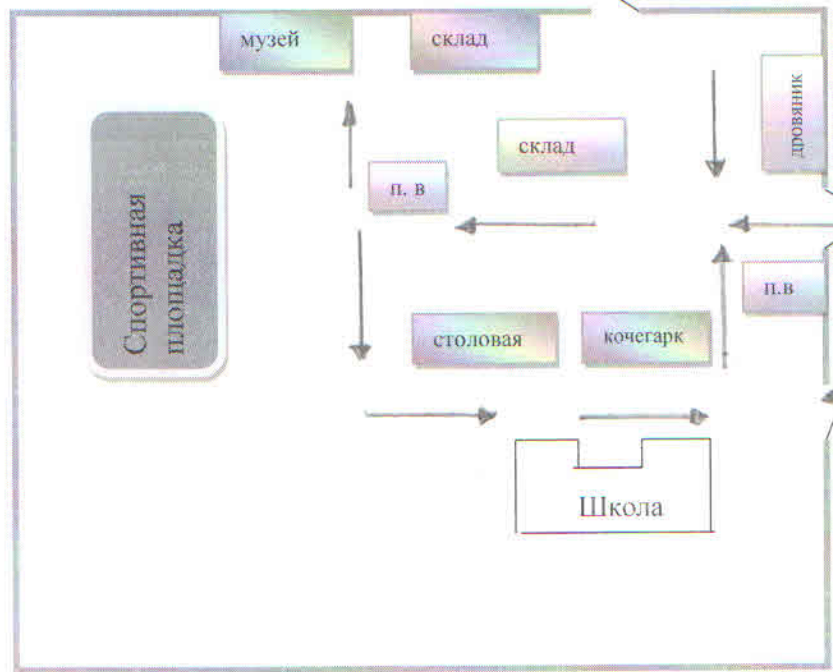 музей
склад
дровяник
склад
п. в
Спортивная
площадка
п.в
столовая
кочегарк
Школа